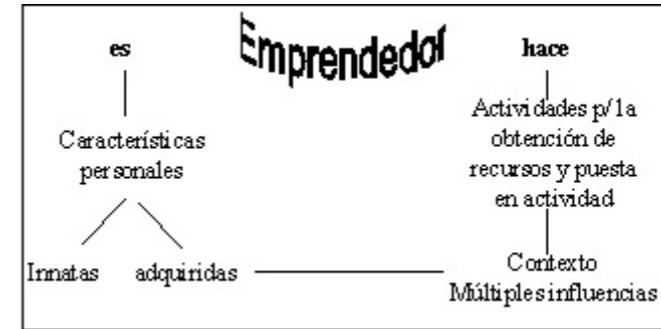 Emprendedor
es
hace
Características
personales
Actividades p/la
obtención de
recursos y puesta
en actividad
Innatas
adquiridas
Contexto
Múltiples influencias